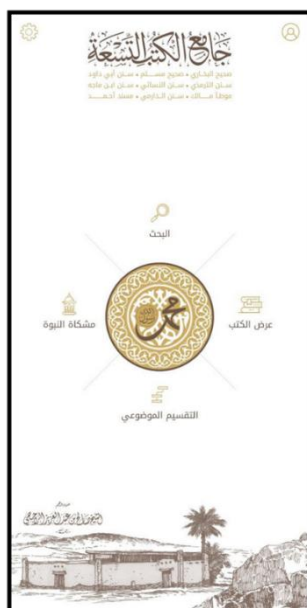 جامع الكتب التسعة
صحيح البخاري • صحيح مسلم • سنن أبي داود
سنن الترمذي • سنن النسائي • سنن ابن ماجه
موطأ مالك • سنن الدارمي • مسند أحمد
البحث
عرض الكتب
محمد
مشكاة النبوة
التقسيم الموضوعي